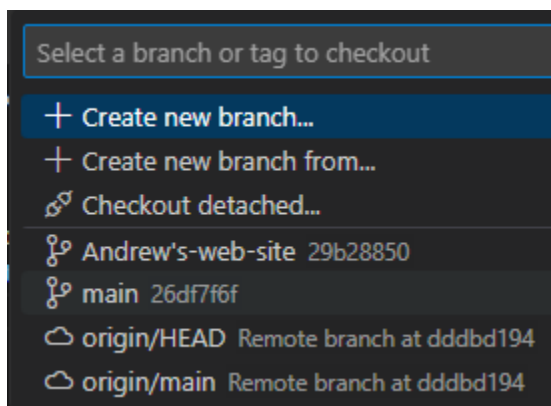 Select a branch or tag to checkout
+ Create new branch...
+ Create new branch from...
Checkout detached...
Andrew's-web-site 29b28850
main 26df7f6f
origin/HEAD Remote branch at dddbd194
origin/main Remote branch at dddbd194